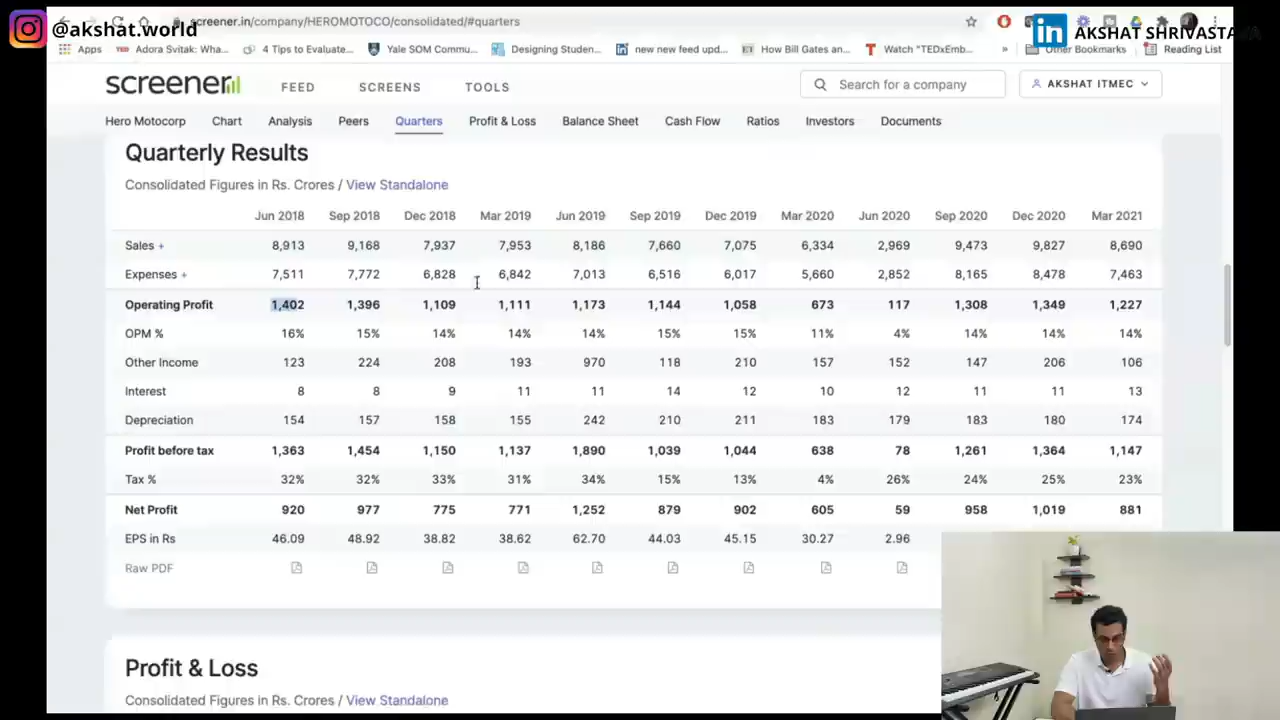 @akshat.world
screener.in/company/HEROMOTOCO/consolidated/#quarters
AKSHAT SHRIVASTAVA
Apps
Adora Svitak: Wha...
4 Tips to Evaluate...
Yale SOM Commu...
Designing Studen...
new new feed upd...
How Bill Gates an...
Watch "TEDxEmb...
»
Other Bookmarks
Reading List
screener
FEED SCREENS TOOLS
Search for a company
AKSHAT ITMEC
Hero Motocorp Chart Analysis Peers Quarters Profit & Loss Balance Sheet Cash Flow Ratios Investors Documents
Quarterly Results
Consolidated Figures in Rs. Crores / View Standalone
Jun 2018 Sep 2018 Dec 2018 Mar 2019 Jun 2019 Sep 2019 Dec 2019 Mar 2020 Jun 2020 Sep 2020 Dec 2020 Mar 2021
Sales + 8,913 9,168 7,937 7,953 8,186 7,660 7,075 6,334 2,969 9,473 9,827 8,690
Expenses + 7,511 7,772 6,828 6,842 7,013 6,516 6,017 5,660 2,852 8,165 8,478 7,463
Operating Profit 1,402 1,396 1,109 1,111 1,173 1,144 1,058 673 117 1,308 1,349 1,227
OPM % 16% 15% 14% 14% 14% 15% 15% 11% 4% 14% 14% 14%
Other Income 123 224 208 193 970 118 210 157 152 147 206 106
Interest 8 8 9 11 11 14 12 10 12 11 11 13
Depreciation 154 157 158 155 242 210 211 183 179 183 180 174
Profit before tax 1,363 1,454 1,150 1,137 1,890 1,039 1,044 638 78 1,261 1,364 1,147
Tax % 32% 32% 33% 31% 34% 15% 13% 4% 26% 24% 25% 23%
Net Profit 920 977 775 771 1,252 879 902 605 59 958 1,019 881
EPS in Rs 46.09 48.92 38.82 38.62 62.70 44.03 45.15 30.27 2.96
Raw PDF
Profit & Loss
Consolidated Figures in Rs. Crores / View Standalone